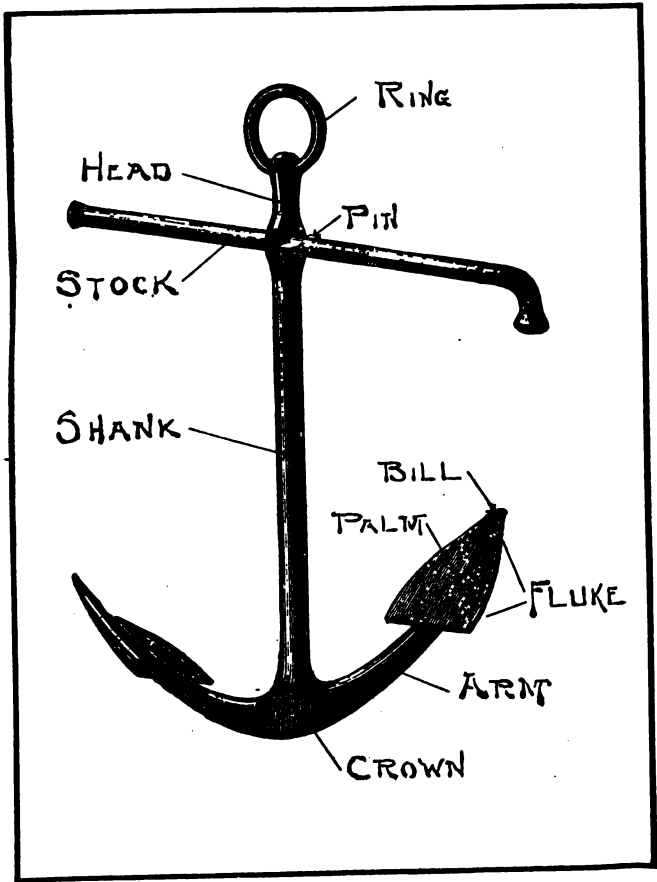 RING
HEAD
PIN
STOCK
SHANK
BILL
PALM
FLUKE
ARM
CROWN